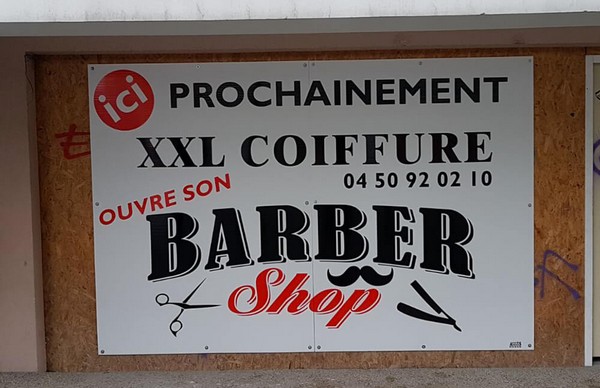 ici PROCHAINEMENT
XXL COIFFURE
04 50 92 02 10
OUVRE SON
BARBER
Shop